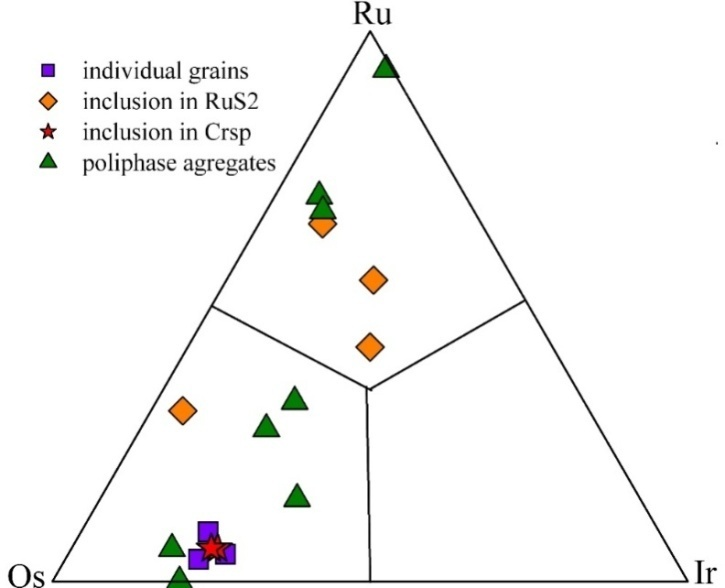 Ru
individual grains
inclusion in RuS2
inclusion in Crsp
poliphase agregates
Os
Ir